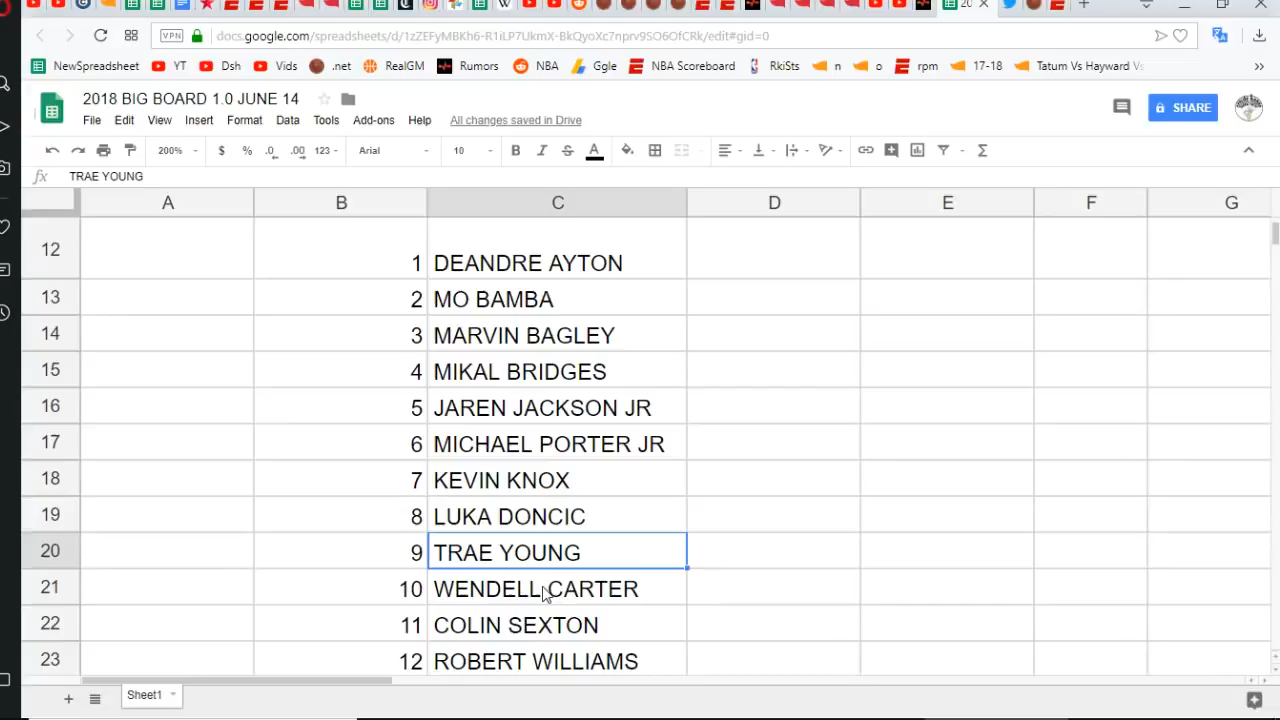 20
VPN docs.google.com/spreadsheets/d/1zZEFyMBKh6-R1iLP7UkmX-BkQyoXc7nprv9SO6OfCRk/edit#gid=0
NewSpreadsheet YT Dsh Vids .net RealGM Rumors NBA Ggle NBA Scoreboard RkiSts n o rpm 17-18 Tatum Vs Hayward Vs »
2018 BIG BOARD 1.0 JUNE 14
SHARE
File Edit View Insert Format Data Tools Add-ons Help All changes saved in Drive
200% $ % .0 .00 123 Arial 10 B I S A Σ
fx TRAE YOUNG
A B C D E F G
12 1 DEANDRE AYTON
13 2 MO BAMBA
14 3 MARVIN BAGLEY
15 4 MIKAL BRIDGES
16 5 JAREN JACKSON JR
17 6 MICHAEL PORTER JR
18 7 KEVIN KNOX
19 8 LUKA DONCIC
20 9 TRAE YOUNG
21 10 WENDELL CARTER
22 11 COLIN SEXTON
23 12 ROBERT WILLIAMS
+ Sheet1